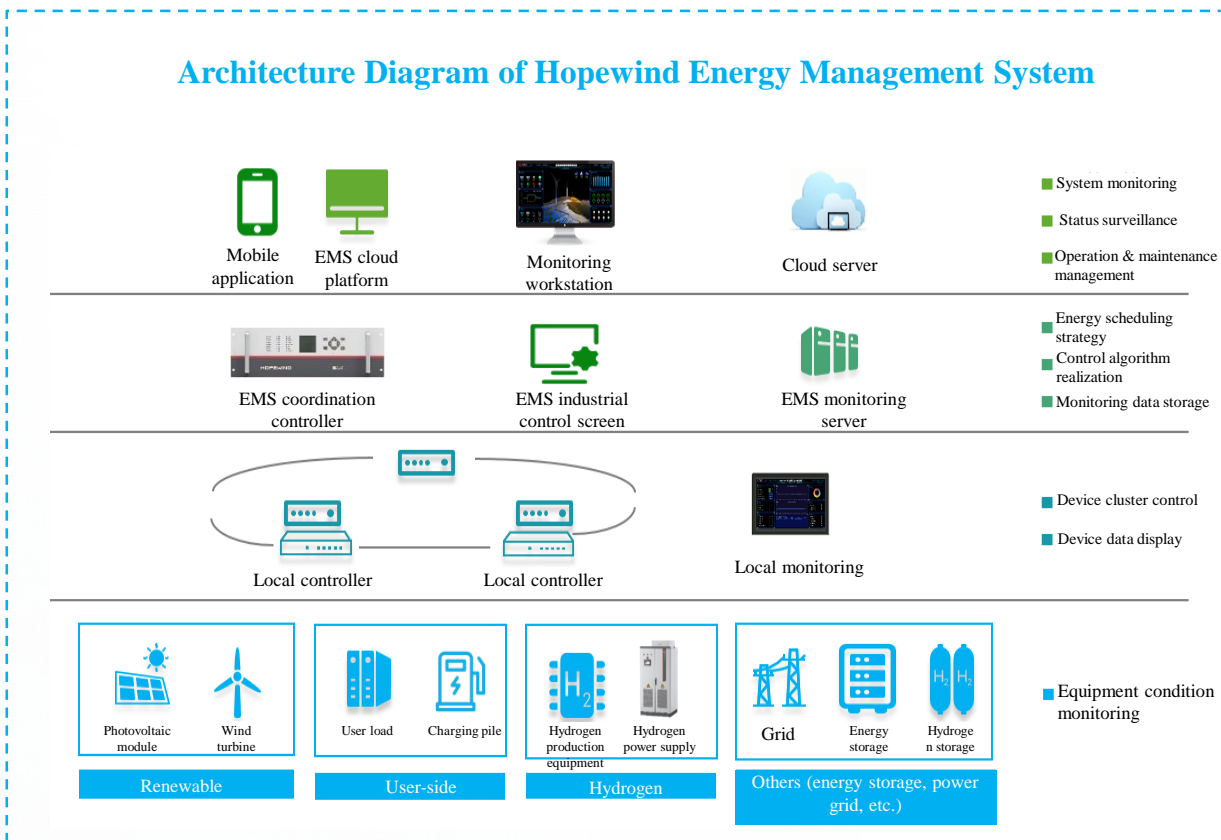 Architecture Diagram of Hopewind Energy Management System
Mobile
application
EMS cloud
platform
Monitoring
workstation
Cloud server
System monitoring
Status surveillance
Operation & maintenance
management
HOPEWIND
EMS coordination
controller
EMS industrial
control screen
EMS monitoring
server
Energy scheduling
strategy
Control algorithm
realization
Monitoring data storage
Local controller
Local controller
Local monitoring
Device cluster control
Device data display
Photovoltaic
module
Wind
turbine
Renewable
User load
Charging pile
User-side
H2
Hydrogen
production
equipment
Hydrogen
power supply
Hydrogen
Grid
Energy
storage
H2
H2
Hydroge
n storage
Others (energy storage, power
grid, etc.)
Equipment condition
monitoring